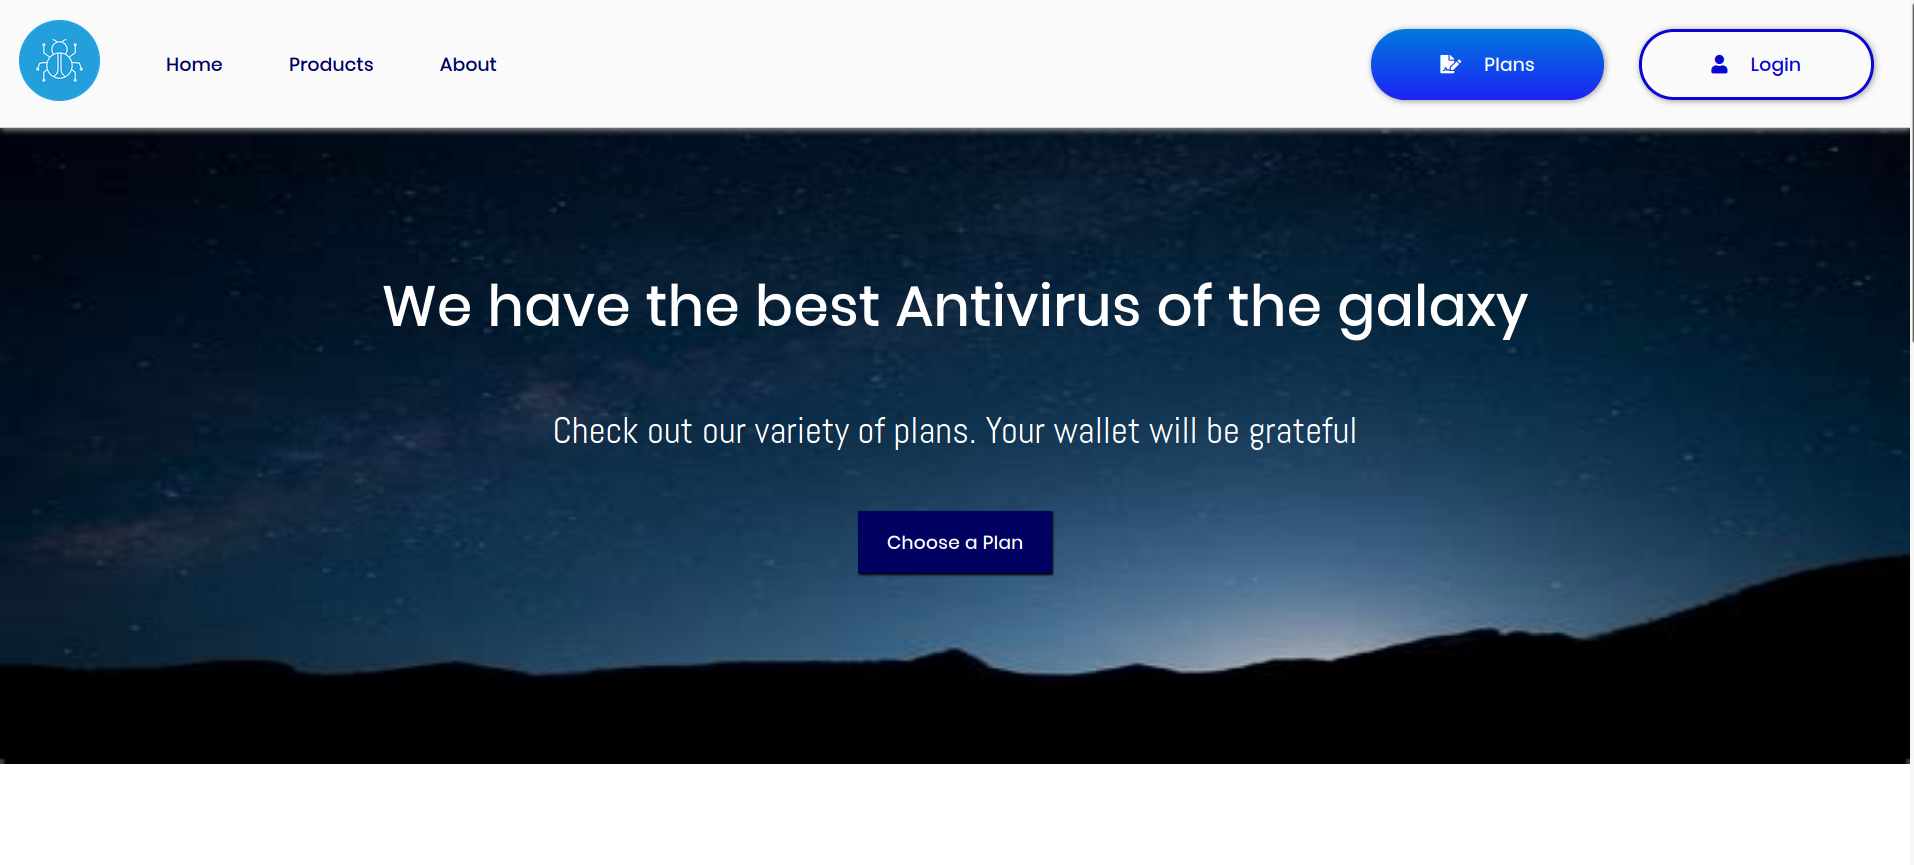 Home
Products
About
Plans
Login
We have the best Antivirus of the galaxy
Check out our variety of plans. Your wallet will be grateful
Choose a Plan